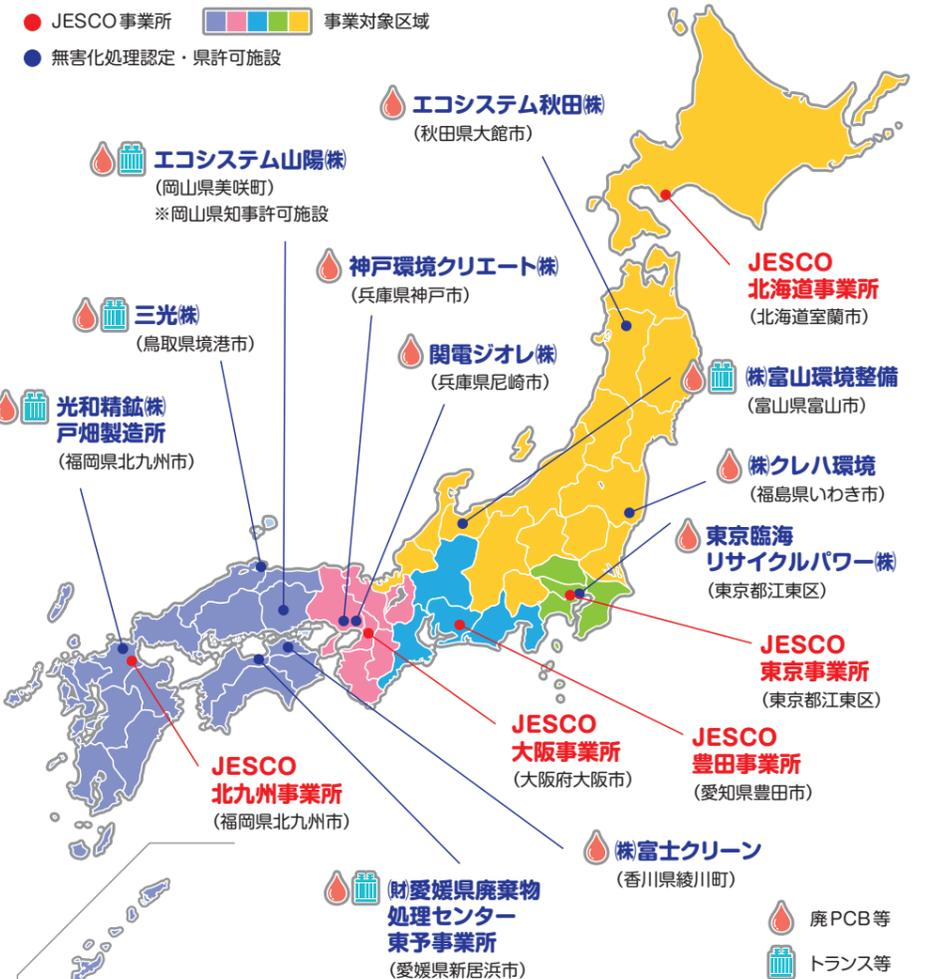 JESCO事業所
事業対象区域
無害化処理認定・県許可施設
エコシステム秋田㈱
（秋田県大館市）
エコシステム山陽㈱
（岡山県美咲町）
※岡山県知事許可施設
神戸環境クリエート㈱
（兵庫県神戸市）
JESCO
北海道事業所
（北海道室蘭市）
三光㈱
（鳥取県境港市）
関電ジオレ㈱
（兵庫県尼崎市）
㈱富山環境整備
（富山県富山市）
光和精鉱㈱
戸畑製造所
（福岡県北九州市）
㈱クレハ環境
（福島県いわき市）
東京臨海
リサイクルパワー㈱
（東京都江東区）
JESCO
東京事業所
（東京都江東区）
JESCO
大阪事業所
（大阪府大阪市）
JESCO
豊田事業所
（愛知県豊田市）
JESCO
北九州事業所
（福岡県北九州市）
㈱富士クリーン
（香川県綾川町）
㈶愛媛県廃棄物
処理センター
東予事業所
（愛媛県新居浜市）
廃PCB等
トランス等